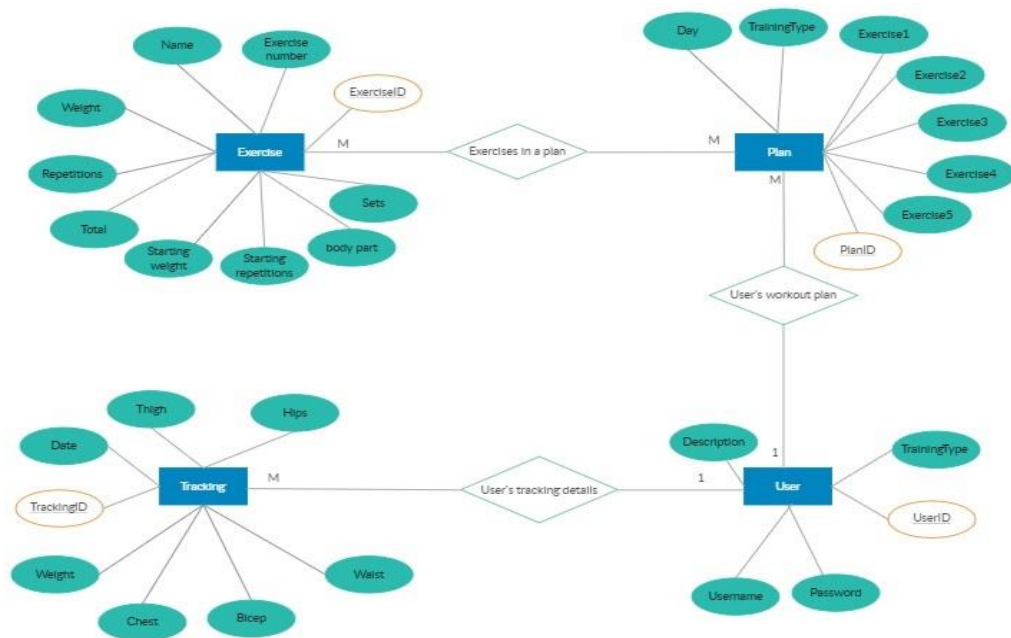 Name
Exercise
number
ExerciseID
Weight
Exercise
Repetitions
Total
Starting
weight
Starting
repetitions
body part
Sets
M
Exercises in a plan
M
Day
TrainingType
Exercise1
Exercise2
Exercise3
Plan
Exercise4
Exercise5
PlanID
M
User's workout plan
1
Thigh
Hips
Date
Tracking
TrackingID
Weight
Chest
Bicep
Waist
M
User's tracking details
1
Description
TrainingType
User
UserID
Username
Password